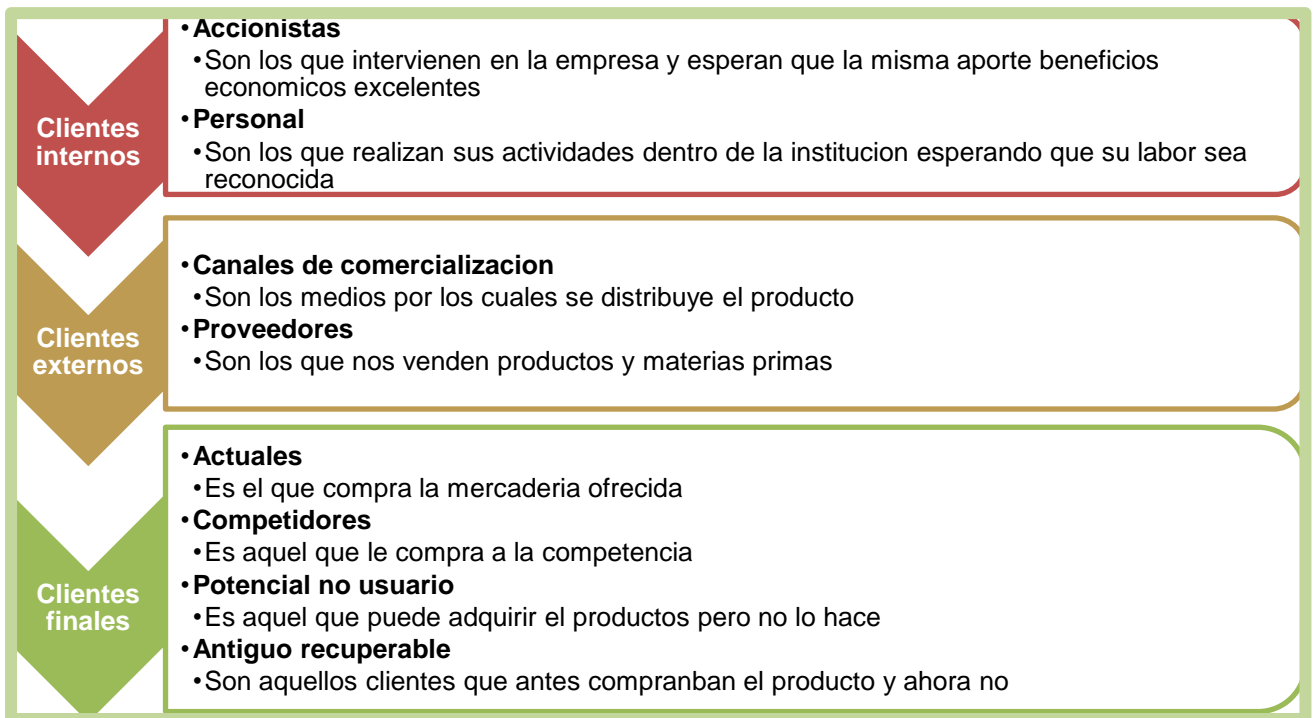 Clientes
internos
•Accionistas
•Son los que intervienen en la empresa y esperan que la misma aporte beneficios
economicos excelentes
•Personal
•Son los que realizan sus actividades dentro de la institucion esperando que su labor sea
reconocida
Clientes
externos
•Canales de comercializacion
•Son los medios por los cuales se distribuye el producto
•Proveedores
•Son los que nos venden productos y materias primas
Clientes
finales
•Actuales
•Es el que compra la mercaderia ofrecida
•Competidores
•Es aquel que le compra a la competencia
•Potencial no usuario
•Es aquel que puede adquirir el productos pero no lo hace
•Antiguo recuperable
•Son aquellos clientes que antes compranban el producto y ahora no